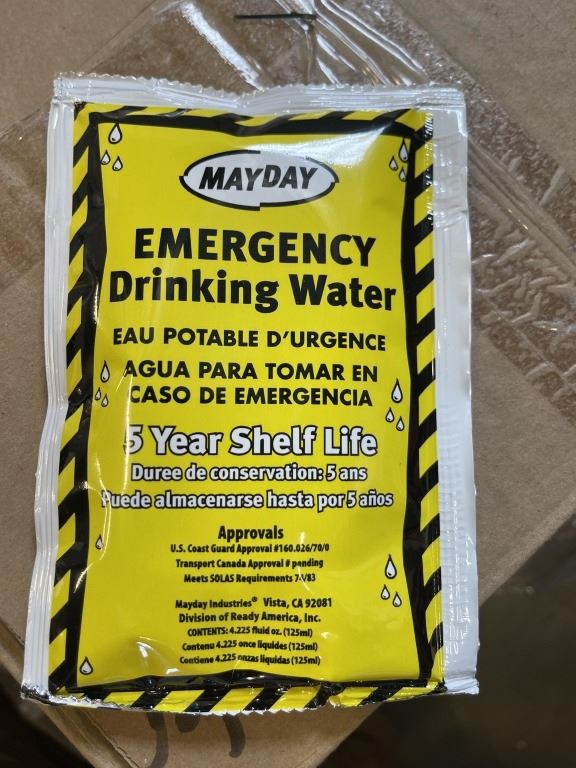 MAYDAY
EMERGENCY
Drinking Water
EAU POTABLE D'URGENCE
AGUA PARA TOMAR EN
CASO DE EMERGENCIA
5 Year Shelf Life
Duree de conservation: 5 ans
Puede almacenarse hasta por 5 años
Approvals
U.S. Coast Guard Approval #160.026/70/0
Transport Canada Approval # pending
Meets SOLAS Requirements 74/83
Mayday Industries® Vista, CA 92081
Division of Ready America, Inc.
CONTENTS: 4.225 fluid oz. (125ml)
Contenu 4.225 once liquides (125ml)
Contiene 4.225 onzas liquidas (125ml)